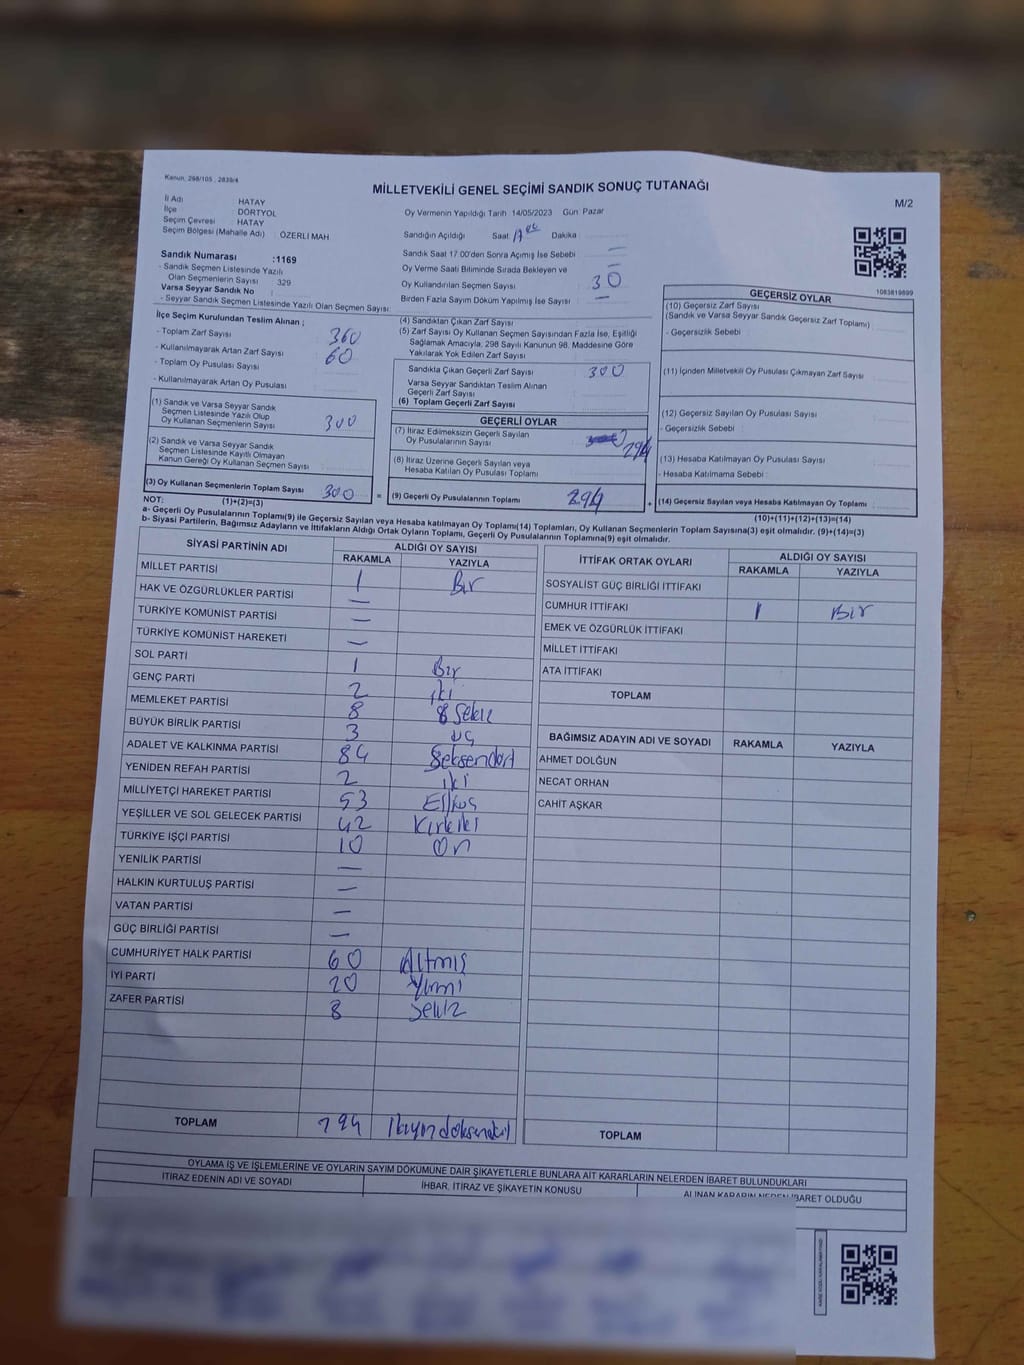 Kanun, 298/105 , 2839/4
MİLLETVEKİLİ GENEL SEÇİMİ SANDIK SONUÇ TUTANAĞI
M/2
İl Adı HATAY
İlçe DÖRTYOL
Seçim Çevresi : HATAY
Seçim Bölgesi (Mahalle Adı) : ÖZERLİ MAH.
Oy Vermenin Yapıldığı Tarih 14/05/2023 Gün Pazar
Sandığın Açıldığı Saat 17 Dakika
Sandık Numarası :1169
- Sandık Seçmen Listesinde Yazılı
Olan Seçmenlerin Sayısı : 329
Varsa Seyyar Sandık No :
- Seyyar Sandık Seçmen Listesinde Yazılı Olan Seçmen Sayısı:
Sandık Saat 17:00'den Sonra Açmış İse Sebebi —
Oy Verme Saati Bitiminde Sırada Bekleyen ve —
Oy Kullandırılan Seçmen Sayısı 30
Birden Fazla Sayım Döküm Yapılmış İse Sayısı —
1083819899
İlçe Seçim Kurulundan Teslim Alınan ;
- Toplam Zarf Sayısı 360
- Kullanılmayarak Artan Zarf Sayısı 60
- Toplam Oy Pusulası Sayısı
- Kullanılmayarak Artan Oy Pusulası
(1) Sandık ve Varsa Seyyar Sandık
Seçmen Listesinde Yazılı Olup
Oy Kullanan Seçmenlerin Sayısı 300
(2) Sandık ve Varsa Seyyar Sandık
Seçmen Listesinde Kayıtlı Olmayan
Kanun Gereği Oy Kullanan Seçmen Sayısı
(3) Oy Kullanan Seçmenlerin Toplam Sayısı 300
(4) Sandıktan Çıkan Zarf Sayısı
(5) Zarf Sayısı Oy Kullanan Seçmen Sayısından Fazla İse, Eşitliği
Sağlamak Amacıyla, 298 Sayılı Kanunun 98. Maddesine Göre
Yakılarak Yok Edilen Zarf Sayısı
Sandıkta Çıkan Geçerli Zarf Sayısı 300
Varsa Seyyar Sandıktan Teslim Alınan
Geçerli Zarf Sayısı
(6) Toplam Geçerli Zarf Sayısı
GEÇERLİ OYLAR
(7) İtiraz Edilmeksizin Geçerli Sayılan
Oy Pusulalarının Sayısı 294
(8) İtiraz Üzerine Geçerli Sayılan veya
Hesaba Katılan Oy Pusulası Toplamı
= (9) Geçerli Oy Pusulalarının Toplamı 294
GEÇERSİZ OYLAR
(10) Geçersiz Zarf Sayısı
(Sandık ve Varsa Seyyar Sandık Geçersiz Zarf Toplamı)
- Geçersizlik Sebebi :
(11) İçinden Milletvekili Oy Pusulası Çıkmayan Zarf Sayısı
(12) Geçersiz Sayılan Oy Pusulası Sayısı
- Geçersizlik Sebebi :
(13) Hesaba Katılmayan Oy Pusulası Sayısı
- Hesaba Katılmama Sebebi :
+ (14) Geçersiz Sayılan veya Hesaba Katılmayan Oy Toplamı
NOT: (1)+(2)=(3)
(10)+(11)+(12)+(13)=(14)
a- Geçerli Oy Pusulalarının Toplamı(9) ile Geçersiz Sayılan veya Hesaba katılmayan Oy Toplamı(14) Toplamları, Oy Kullanan Seçmenlerin Toplam Sayısına(3) eşit olmalıdır. (9)+(14)=(3)
b- Siyasi Partilerin, Bağımsız Adayların ve İttifakların Aldığı Ortak Oyların Toplamı, Geçerli Oy Pusulalarının Toplamına(9) eşit olmalıdır.
SİYASİ PARTİNİN ADI ALDIĞI OY SAYISI
RAKAMLA YAZIYLA
MİLLET PARTİSİ 1 Bir
HAK VE ÖZGÜRLÜKLER PARTİSİ —
TÜRKİYE KOMÜNİST PARTİSİ —
TÜRKİYE KOMÜNİST HAREKETİ —
SOL PARTİ 1 Bir
GENÇ PARTİ 2 iki
MEMLEKET PARTİSİ 8 8 Sekiz
BÜYÜK BİRLİK PARTİSİ 3 üç
ADALET VE KALKINMA PARTİSİ 84 Seksendört
YENİDEN REFAH PARTİSİ 2 iki
MİLLİYETÇİ HAREKET PARTİSİ 53 Elliüç
YEŞİLLER VE SOL GELECEK PARTİSİ 42 Kırkiki
TÜRKİYE İŞÇİ PARTİSİ 10 On
YENİLİK PARTİSİ —
HALKIN KURTULUŞ PARTİSİ —
VATAN PARTİSİ —
GÜÇ BİRLİĞİ PARTİSİ —
CUMHURİYET HALK PARTİSİ 60 Altmış
İYİ PARTİ 20 Yirmi
ZAFER PARTİSİ 8 Sekiz
TOPLAM 294
İTTİFAK ORTAK OYLARI ALDIĞI OY SAYISI
RAKAMLA YAZIYLA
SOSYALİST GÜÇ BİRLİĞİ İTTİFAKI
CUMHUR İTTİFAKI 1 Bir
EMEK VE ÖZGÜRLÜK İTTİFAKI
MİLLET İTTİFAKI
ATA İTTİFAKI
TOPLAM
BAĞIMSIZ ADAYIN ADI VE SOYADI RAKAMLA YAZIYLA
AHMET DOLĞUN
NECAT ORHAN
CAHİT AŞKAR
TOPLAM
OYLAMA İŞ VE İŞLEMLERİNE VE OYLARIN SAYIM DÖKÜMÜNE DAİR ŞİKAYETLERLE BUNLARA AİT KARARLARIN NELERDEN İBARET BULUNDUKLARI
İTİRAZ EDENİN ADI VE SOYADI İHBAR, İTİRAZ VE ŞİKAYETİN KONUSU ALINAN KARARIN NEDEN İBARET OLDUĞU